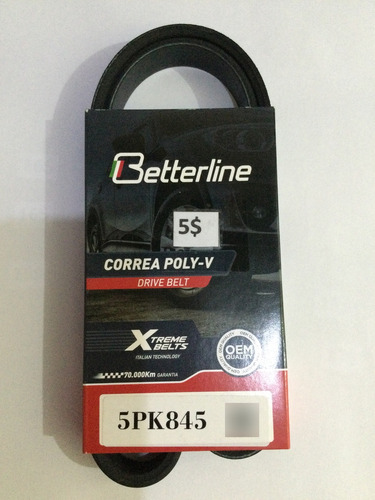 Betterline
5$
CORREA POLY-V
DRIVE BELT
XTREME
BELTS
ITALIAN TECHNOLOGY
70.000Km GARANTIA
OEM
QUALITY
5PK845